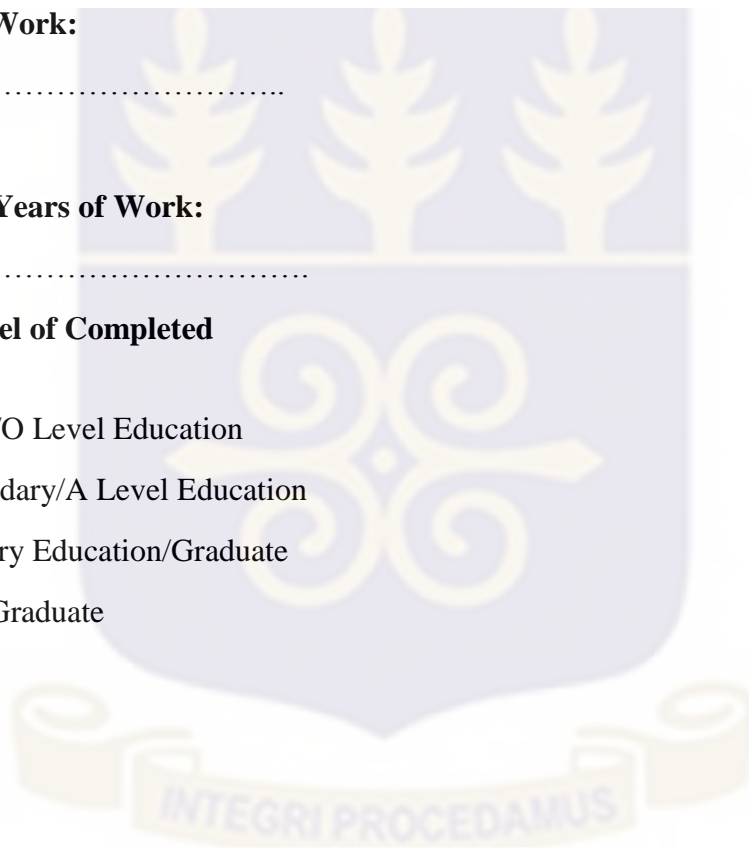 Work:
………………………..
Years of Work:
………………………….
el of Completed
/O Level Education
dary/A Level Education
ry Education/Graduate
Graduate
INTEGRI PROCEDAMUS